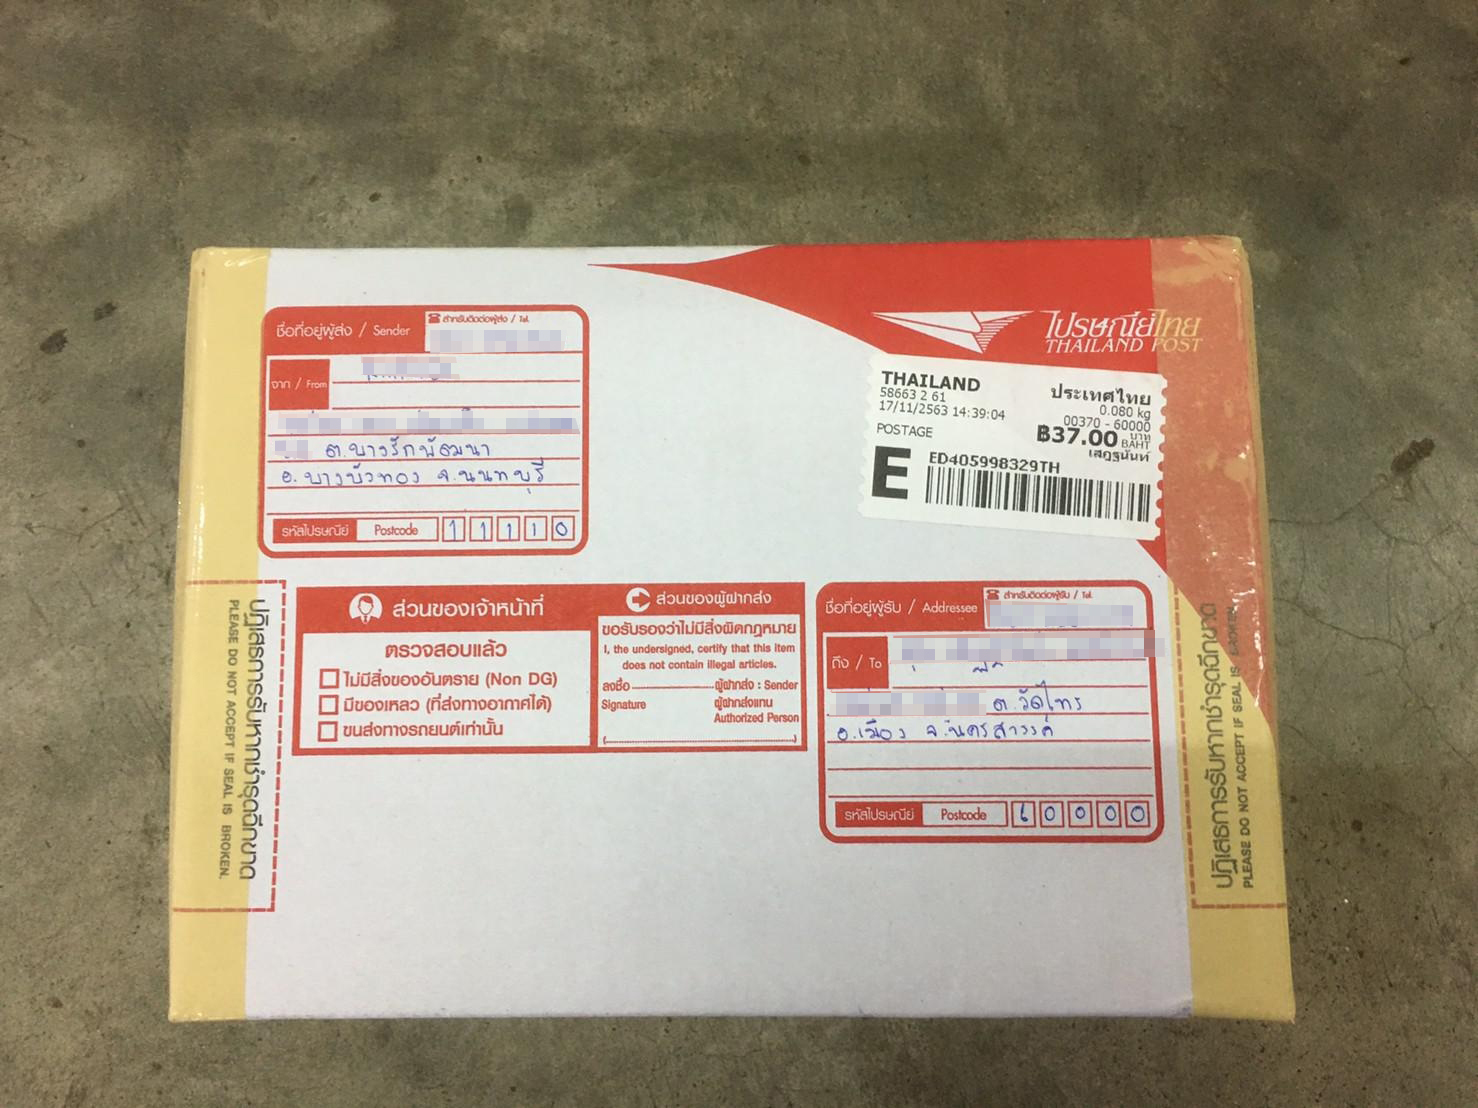 ชื่อที่อยู่ผู้ส่ง / Sender
สำหรับติดต่อผู้ส่ง / Tel.
จาก / From
ต.บางรักพัฒนา
อ.บางบัวทอง จ.นนทบุรี
รหัสไปรษณีย์ Postcode 11110
ไปรษณีย์ไทย
THAILAND POST
THAILAND
ประเทศไทย
58663 2 61
0.080 kg
17/11/2563 14:39:04
00370 - 60000
POSTAGE
฿37.00 บาท BAHT
เสฏฐนันท์
E
ED405998329TH
ส่วนของเจ้าหน้าที่
ตรวจสอบแล้ว
ไม่มีสิ่งของอันตราย (Non DG)
มีของเหลว (ที่ส่งทางอากาศได้)
ขนส่งทางรถยนต์เท่านั้น
ส่วนของผู้ฝากส่ง
ขอรับรองว่าไม่มีสิ่งผิดกฎหมาย
I, the undersigned, certify that this item
does not contain illegal articles.
ลงชื่อ ผู้ฝากส่ง : Sender
Signature ผู้ฝากส่งแทน
Authorized Person
ชื่อที่อยู่ผู้รับ / Addressee
สำหรับติดต่อผู้รับ / Tel.
ถึง / To
ต.วัดไทร
อ.เมือง จ.นครสวรรค์
รหัสไปรษณีย์ Postcode 60000
ปฏิเสธการรับหากชำรุดฉีกขาด
PLEASE DO NOT ACCEPT IF SEAL IS BROKEN.
ปฏิเสธการรับหากชำรุดฉีกขาด
PLEASE DO NOT ACCEPT IF SEAL IS BROKEN.